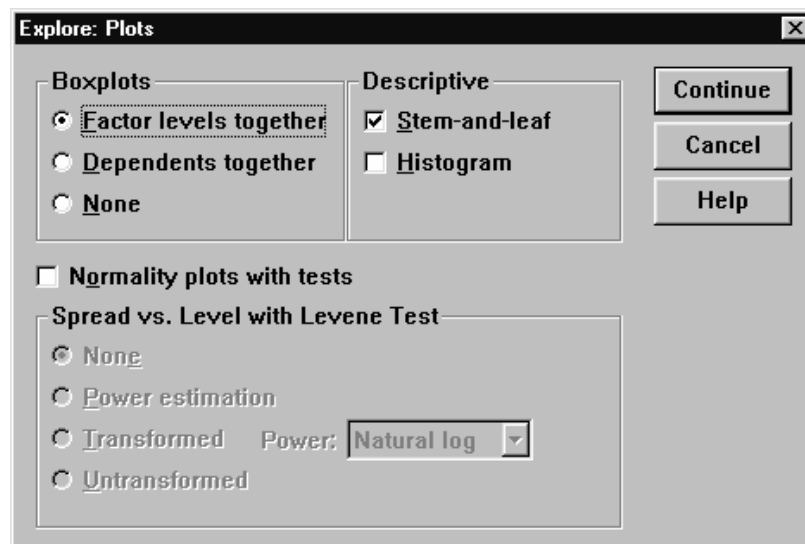 Explore: Plots
Boxplots
Factor levels together
Dependents together
None
Descriptive
Stem-and-leaf
Histogram
Continue
Cancel
Help
Normality plots with tests
Spread vs. Level with Levene Test
None
Power estimation
Transformed Power: Natural log
Untransformed